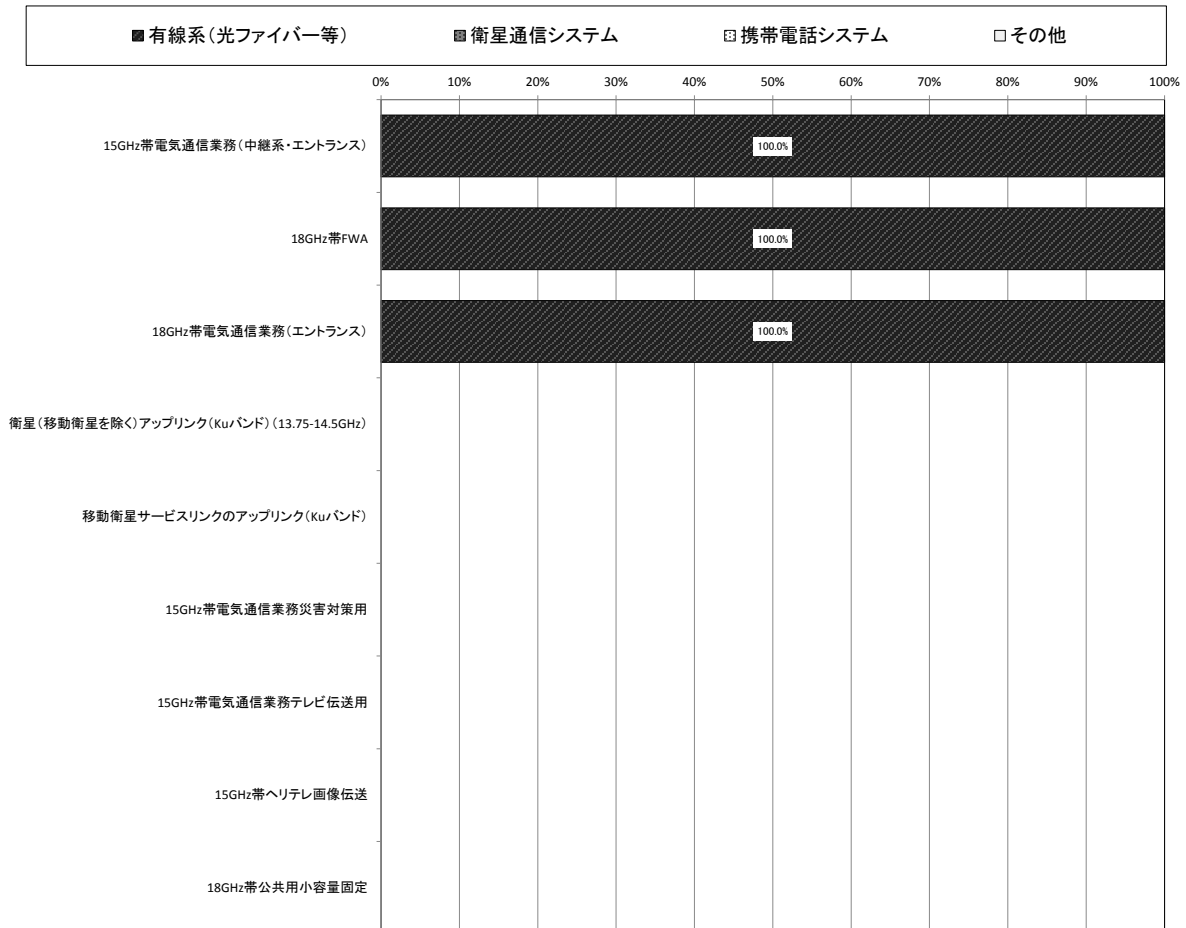 有線系(光ファイバー等) 衛星通信システム 携帯電話システム その他
0% 10% 20% 30% 40% 50% 60% 70% 80% 90% 100%
15GHz帯電気通信業務(中継系・エントランス) 100.0%
18GHz帯FWA 100.0%
18GHz帯電気通信業務(エントランス) 100.0%
衛星(移動衛星を除く)アップリンク(Kuバンド)(13.75-14.5GHz)
移動衛星サービスリンクのアップリンク(Kuバンド)
15GHz帯電気通信業務災害対策用
15GHz帯電気通信業務テレビ伝送用
15GHz帯ヘリテレ画像伝送
18GHz帯公共用小容量固定